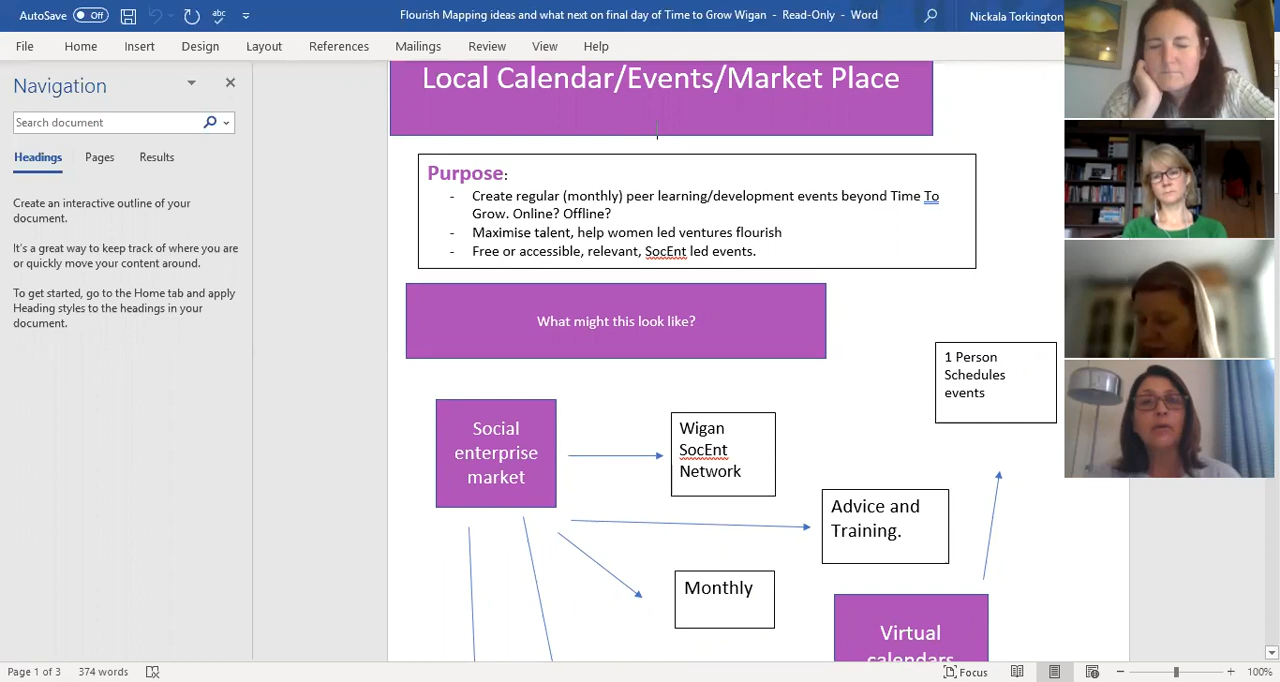 AutoSave Off
Flourish Mapping ideas and what next on final day of Time to Grow Wigan - Read-Only - Word
Nickala Torkington
File Home Insert Design Layout References Mailings Review View Help
Navigation
Search document
Headings Pages Results
Create an interactive outline of your
document.
It's a great way to keep track of where you are
or quickly move your content around.
To get started, go to the Home tab and apply
Heading styles to the headings in your
document.
Local Calendar/Events/Market Place
Purpose:
- Create regular (monthly) peer learning/development events beyond Time To
Grow. Online? Offline?
- Maximise talent, help women led ventures flourish
- Free or accessible, relevant, SocEnt led events.
What might this look like?
1 Person
Schedules
events
Social
enterprise
market
Wigan
SocEnt
Network
Advice and
Training.
Monthly
Virtual
calendars
Page 1 of 3 374 words
Focus
100%